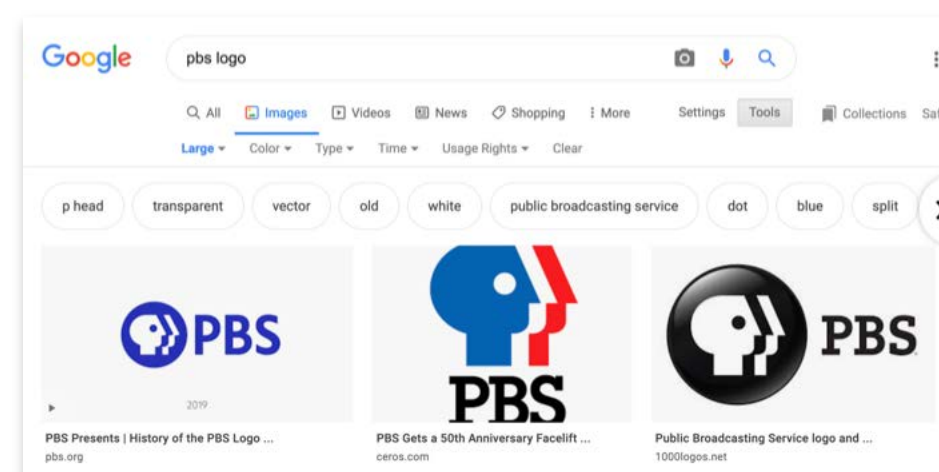 Google pbs logo
All Images Videos News Shopping More Settings Tools Collections
Large Color Type Time Usage Rights Clear
p head transparent vector old white public broadcasting service dot blue split
PBS PBS PBS
2019
PBS Presents | History of the PBS Logo ... PBS Gets a 50th Anniversary Facelift ... Public Broadcasting Service logo and ...
pbs.org ceros.com 1000logos.net